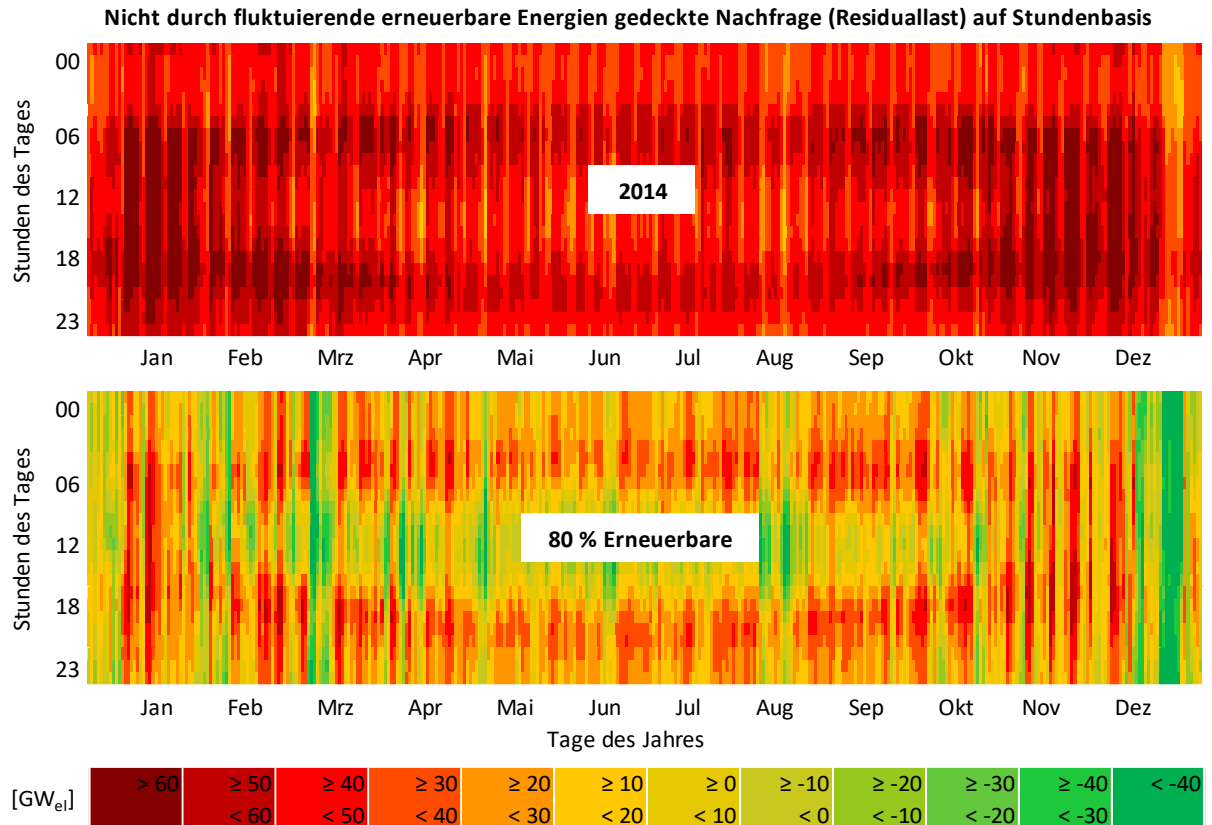 Nicht durch fluktuierende erneuerbare Energien gedeckte Nachfrage (Residuallast) auf Stundenbasis
Stunden des Tages
00
06
12
18
23
2014
Jan Feb Mrz Apr Mai Jun Jul Aug Sep Okt Nov Dez
Stunden des Tages
00
06
12
18
23
80 % Erneuerbare
Jan Feb Mrz Apr Mai Jun Jul Aug Sep Okt Nov Dez
Tage des Jahres
[GWel]
> 60 ≥ 50 ≥ 40 ≥ 30 ≥ 20 ≥ 10 ≥ 0 ≥ -10 ≥ -20 ≥ -30 ≥ -40 < -40
< 60 < 50 < 40 < 30 < 20 < 10 < 0 < -10 < -20 < -30